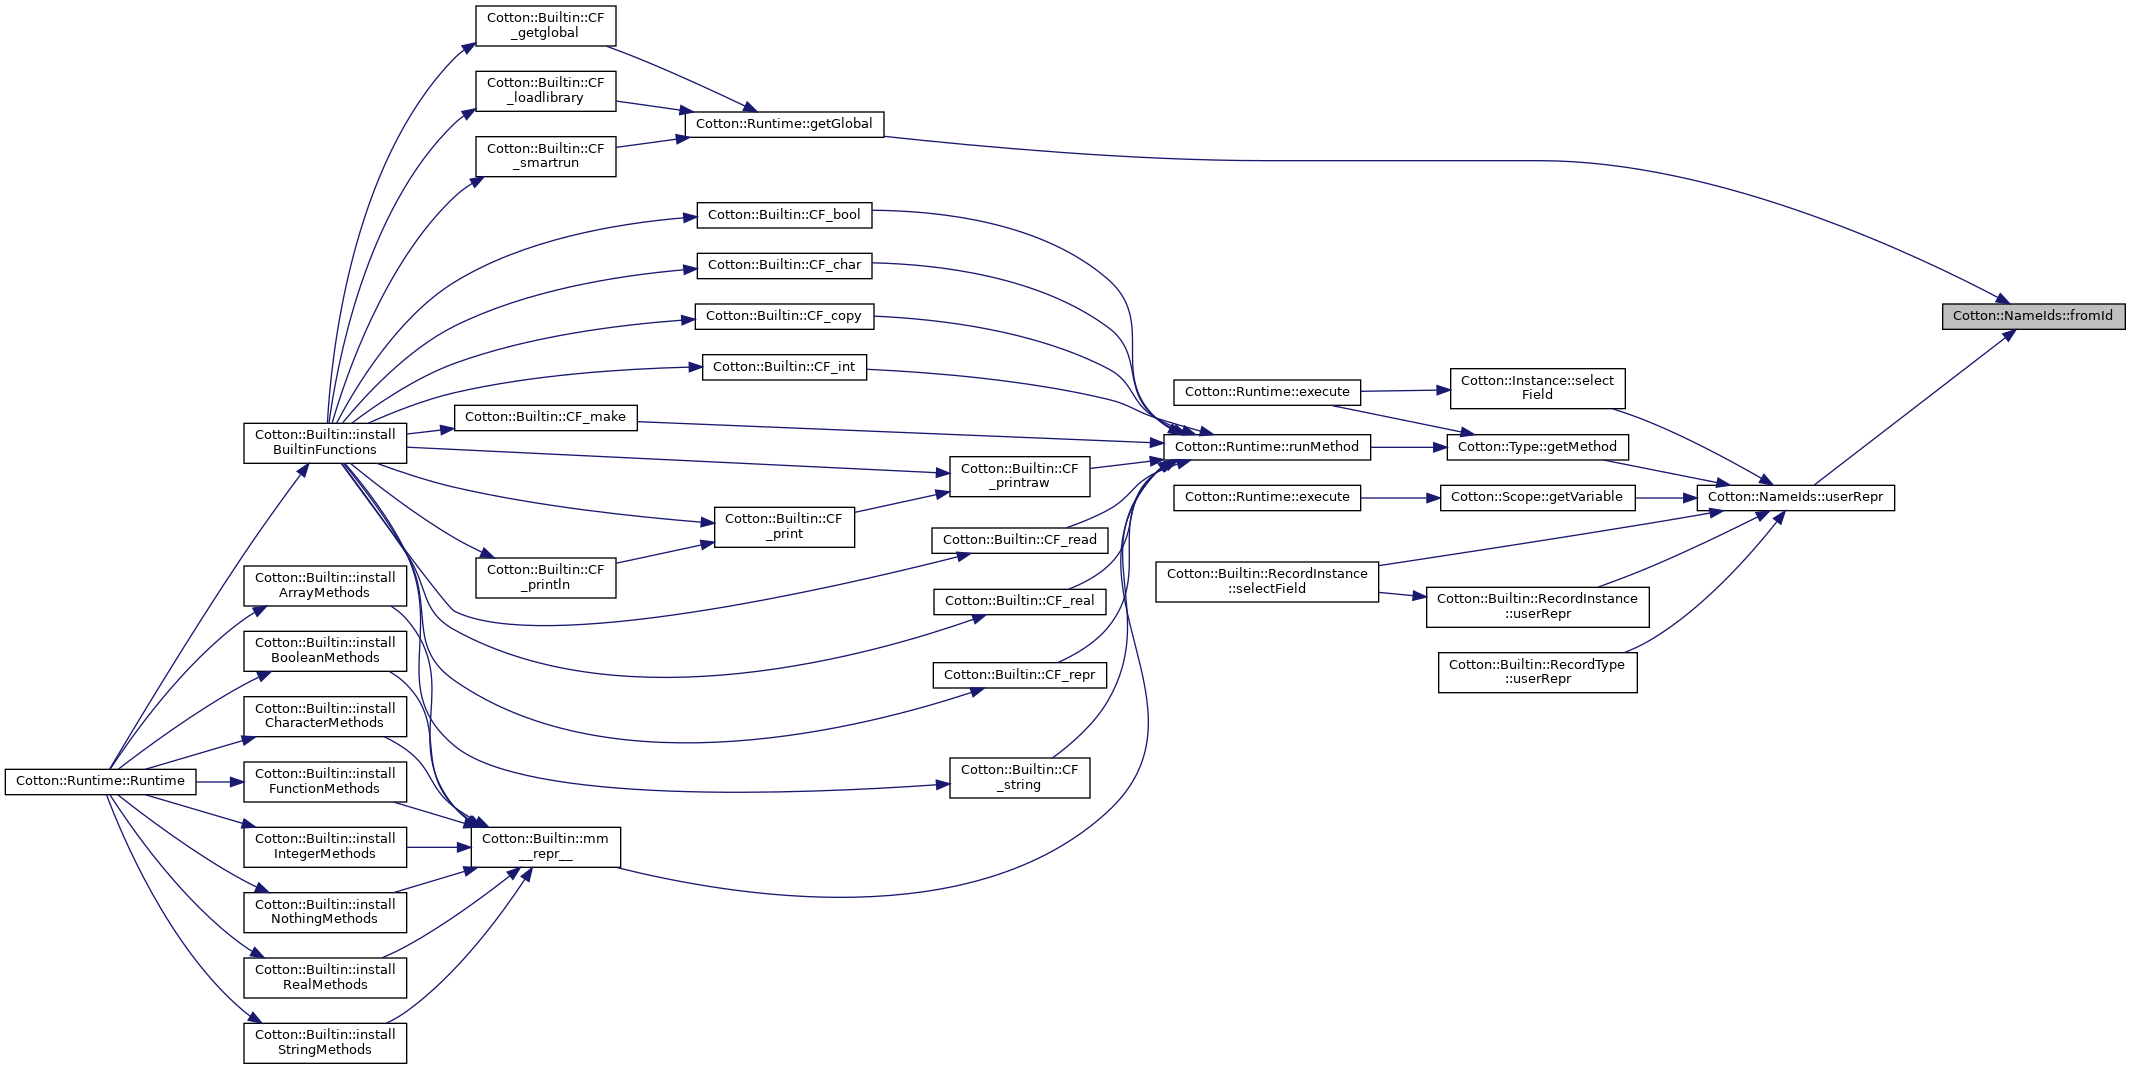 Cotton::Builtin::CF
_getglobal
Cotton::Builtin::CF
_loadlibrary
Cotton::Runtime::getGlobal
Cotton::Builtin::CF
_smartrun
Cotton::Builtin::CF_bool
Cotton::Builtin::CF_char
Cotton::Builtin::CF_copy
Cotton::NameIds::fromId
Cotton::Builtin::CF_int
Cotton::Instance::select
Field
Cotton::Runtime::execute
Cotton::Builtin::CF_make
Cotton::Builtin::install
BuiltinFunctions
Cotton::Runtime::runMethod
Cotton::Type::getMethod
Cotton::Builtin::CF
_printraw
Cotton::Runtime::execute
Cotton::Scope::getVariable
Cotton::NameIds::userRepr
Cotton::Builtin::CF
_print
Cotton::Builtin::CF_read
Cotton::Builtin::CF
_println
Cotton::Builtin::RecordInstance
::selectField
Cotton::Builtin::install
ArrayMethods
Cotton::Builtin::CF_real
Cotton::Builtin::RecordInstance
::userRepr
Cotton::Builtin::install
BooleanMethods
Cotton::Builtin::CF_repr
Cotton::Builtin::RecordType
::userRepr
Cotton::Builtin::install
CharacterMethods
Cotton::Runtime::Runtime
Cotton::Builtin::install
FunctionMethods
Cotton::Builtin::CF
_string
Cotton::Builtin::install
IntegerMethods
Cotton::Builtin::mm
__repr__
Cotton::Builtin::install
NothingMethods
Cotton::Builtin::install
RealMethods
Cotton::Builtin::install
StringMethods